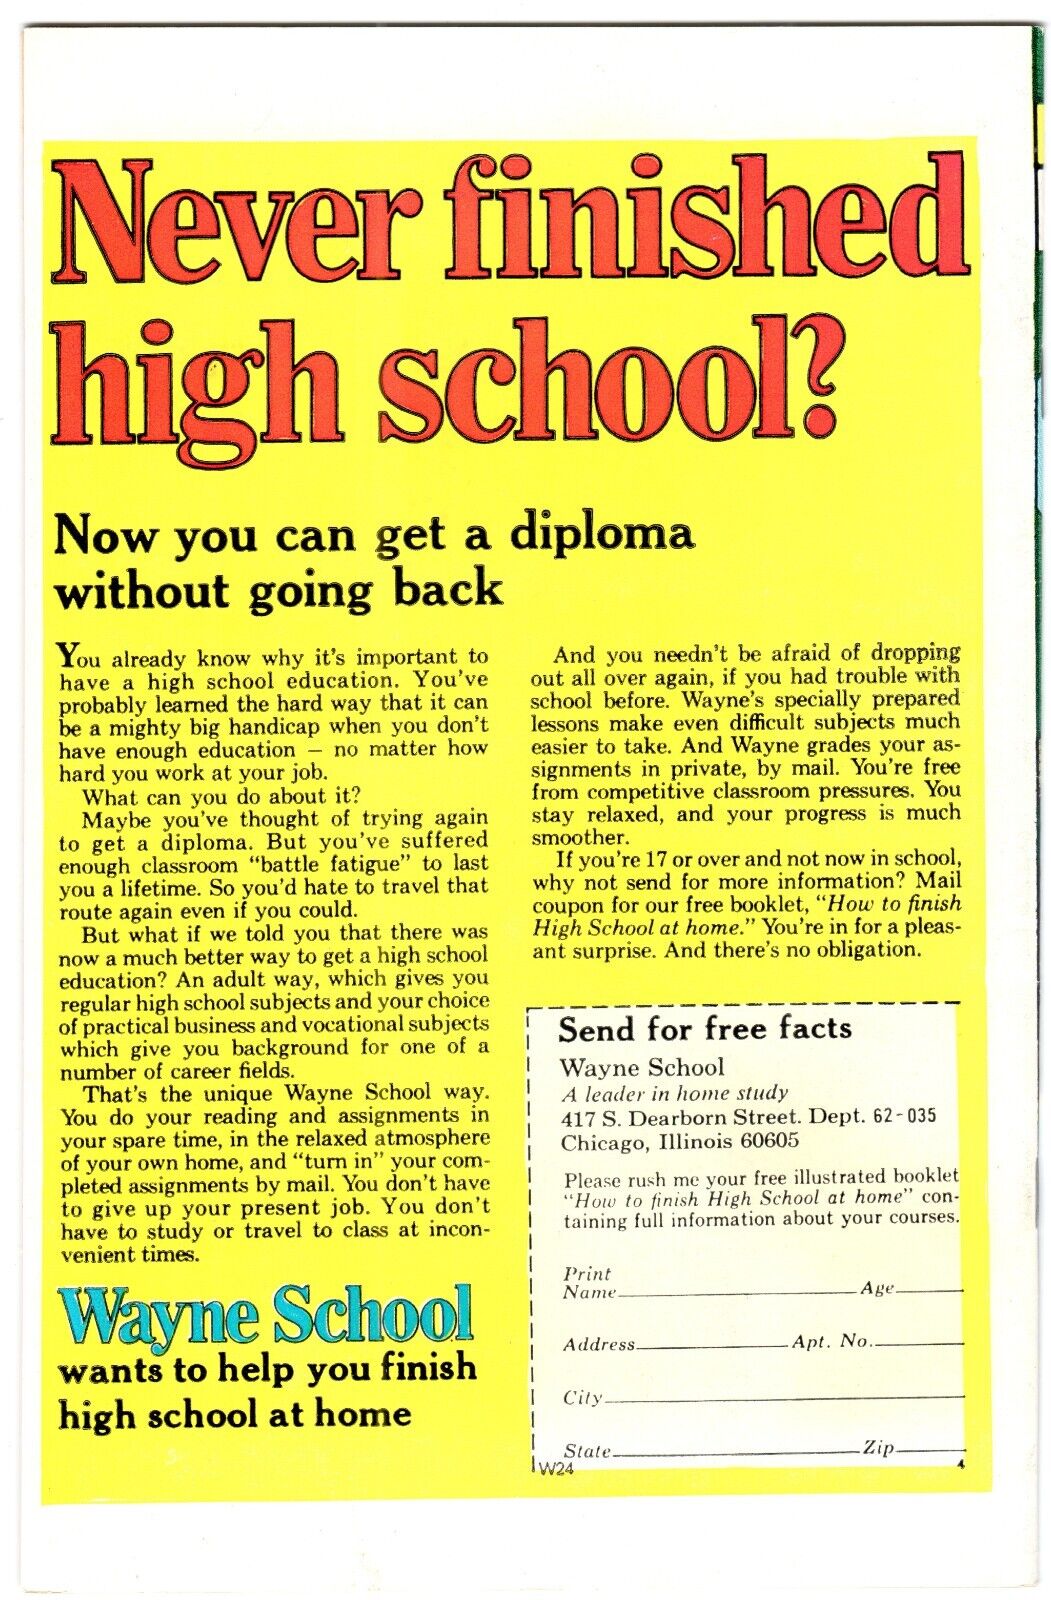 Never finished
high school?
Now you can get a diploma
without going back
You already know why it's important to
have a high school education. You've
probably learned the hard way that it can
be a mighty big handicap when you don't
have enough education — no matter how
hard you work at your job.
What can you do about it?
Maybe you've thought of trying again
to get a diploma. But you've suffered
enough classroom "battle fatigue" to last
you a lifetime. So you'd hate to travel that
route again even if you could.
But what if we told you that there was
now a much better way to get a high school
education? An adult way, which gives you
regular high school subjects and your choice
of practical business and vocational subjects
which give you background for one of a
number of career fields.
That's the unique Wayne School way.
You do your reading and assignments in
your spare time, in the relaxed atmosphere
of your own home, and "turn in" your com-
pleted assignments by mail. You don't have
to give up your present job. You don't
have to study or travel to class at incon-
venient times.
Wayne School
wants to help you finish
high school at home
And you needn't be afraid of dropping
out all over again, if you had trouble with
school before. Wayne's specially prepared
lessons make even difficult subjects much
easier to take. And Wayne grades your as-
signments in private, by mail. You're free
from competitive classroom pressures. You
stay relaxed, and your progress is much
smoother.
If you're 17 or over and not now in school,
why not send for more information? Mail
coupon for our free booklet, "How to finish
High School at home." You're in for a pleas-
ant surprise. And there's no obligation.
Send for free facts
Wayne School
A leader in home study
417 S. Dearborn Street. Dept. 62-035
Chicago, Illinois 60605
Please rush me your free illustrated booklet
"How to finish High School at home" con-
taining full information about your courses.
Print
Name Age
Address Apt. No.
City
State Zip
W24 4